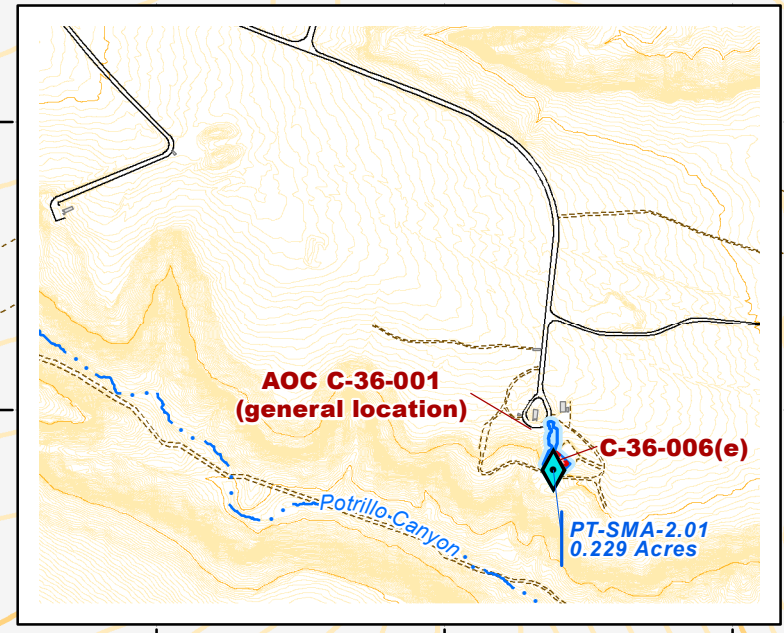 AOC C-36-001
(general location)
C-36-006(e)
Potrillo Canyon
PT-SMA-2.01
0.229 Acres